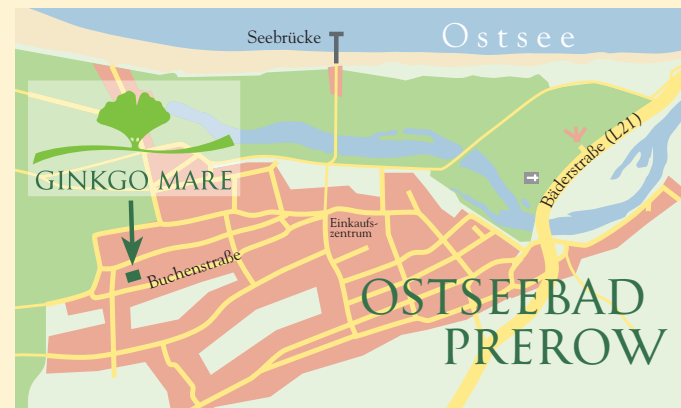 Seebrücke
Ostsee
GINKGO MARE
Bäderstraße (L21)
Einkaufs-
zentrum
Buchenstraße
OSTSEEBAD
PREROW